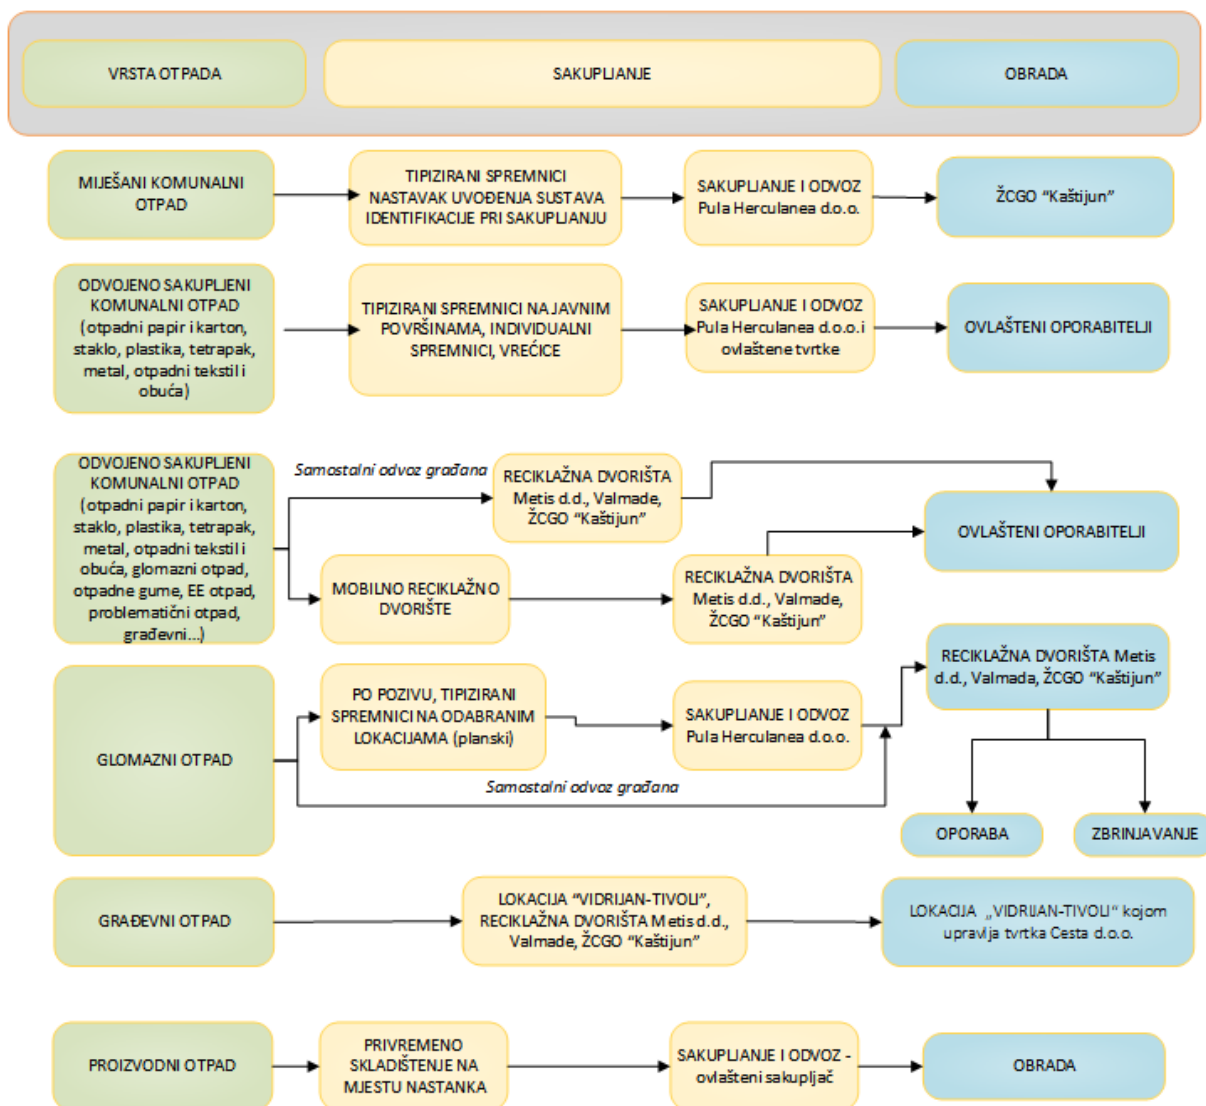 VRSTA OTPADA
SAKUPLJANJE
OBRADA
MIJEŠANI KOMUNALNI
OTPAD
TIPIZIRANI SPREMNICI
NASTAVAK UVOĐENJA SUSTAVA
IDENTIFIKACIJE PRI SAKUPLJANJU
SAKUPLJANJE I ODVOZ
Pula Herculanea d.o.o.
ŽCGO "Kaštijun"
ODVOJENO SAKUPLJENI
KOMUNALNI OTPAD
(otpadni papir i karton,
staklo, plastika, tetrapak,
metal, otpadni tekstil i
obuća)
TIPIZIRANI SPREMNICI NA JAVNIM
POVRŠINAMA, INDIVIDUALNI
SPREMNICI, VREĆICE
SAKUPLJANJE I ODVOZ
Pula Herculanea d.o.o. i
ovlaštene tvrtke
OVLAŠTENI OPORABITELJI
ODVOJENO SAKUPLJENI
KOMUNALNI OTPAD
(otpadni papir i karton,
staklo, plastika, tetrapak,
metal, otpadni tekstil i
obuća, glomazni otpad,
otpadne gume, EE otpad,
problematični otpad,
građevni...)
Samostalni odvoz građana
RECIKLAŽNA DVORIŠTA
Metis d.d., Valmade,
ŽCGO "Kaštijun"
OVLAŠTENI OPORABITELJI
MOBILNO RECIKLAŽNO
DVORIŠTE
RECIKLAŽNA DVORIŠTA
Metis d.d., Valmade,
ŽCGO "Kaštijun"
GLOMAZNI OTPAD
PO POZIVU, TIPIZIRANI
SPREMNICI NA ODABRANIM
LOKACIJAMA (planski)
SAKUPLJANJE I ODVOZ
Pula Herculanea d.o.o.
Samostalni odvoz građana
RECIKLAŽNA DVORIŠTA Metis
d.d., Valmada, ŽCGO "Kaštijun"
OPORABA
ZBRINJAVANJE
GRAĐEVNI OTPAD
LOKACIJA "VIDRIJAN-TIVOLI",
RECIKLAŽNA DVORIŠTA Metis d.d.,
Valmade, ŽCGO "Kaštijun"
LOKACIJA „VIDRIJAN-TIVOLI“ kojom
upravlja tvrtka Cesta d.o.o.
PROIZVODNI OTPAD
PRIVREMENO
SKLADIŠTENJE NA
MJESTU NASTANKA
SAKUPLJANJE I ODVOZ -
ovlašteni sakupljač
OBRADA